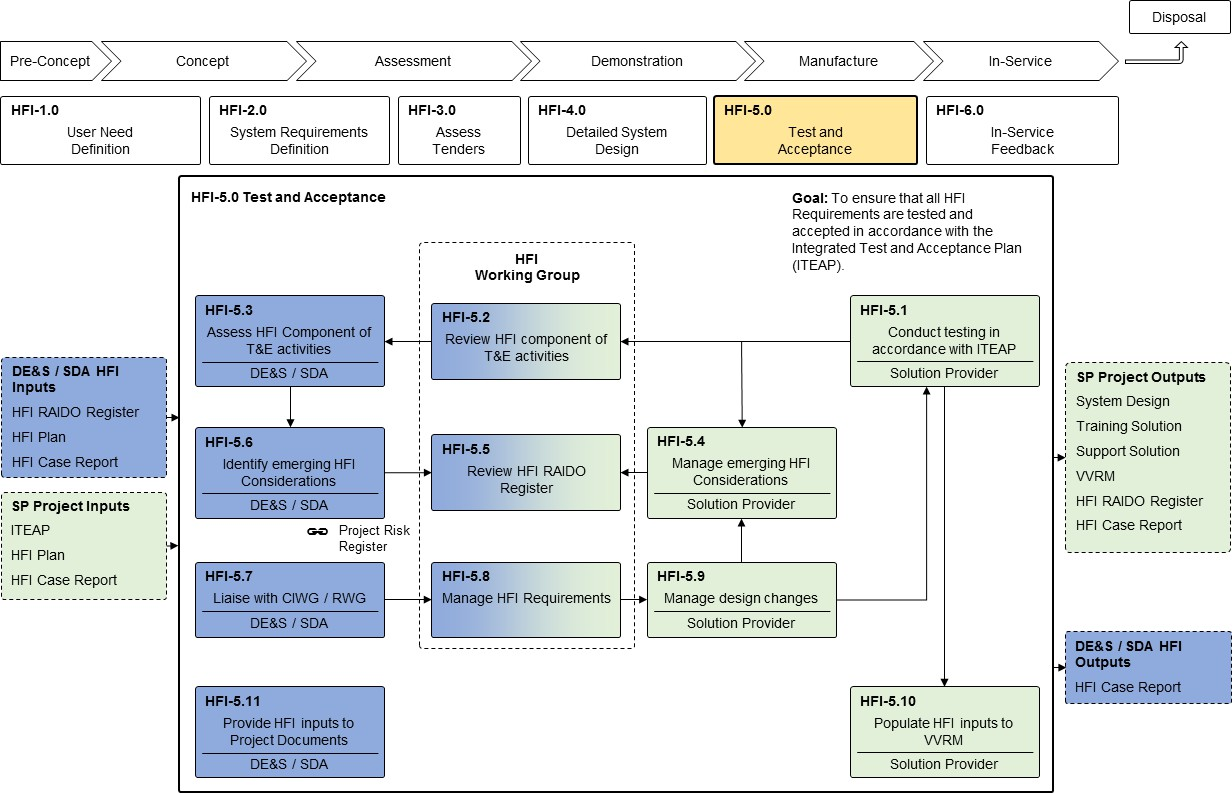 Disposal
Pre-Concept
Concept
Assessment
Demonstration
Manufacture
In-Service
HFI-1.0
User Need
Definition
HFI-2.0
System Requirements
Definition
HFI-3.0
Assess
Tenders
HFI-4.0
Detailed System
Design
HFI-5.0
Test and
Acceptance
HFI-6.0
In-Service
Feedback
HFI-5.0 Test and Acceptance
Goal: To ensure that all HFI
Requirements are tested and
accepted in accordance with the
Integrated Test and Acceptance Plan
(ITEAP).
HFI
Working Group
HFI-5.3
Assess HFI Component of
T&E activities
DE&S / SDA
HFI-5.2
Review HFI component of
T&E activities
HFI-5.1
Conduct testing in
accordance with ITEAP
Solution Provider
DE&S / SDA HFI
Inputs
HFI RAIDO Register
HFI Plan
HFI Case Report
SP Project Inputs
ITEAP
HFI Plan
HFI Case Report
HFI-5.6
Identify emerging HFI
Considerations
DE&S / SDA
Project Risk
Register
HFI-5.5
Review HFI RAIDO
Register
HFI-5.4
Manage emerging HFI
Considerations
Solution Provider
SP Project Outputs
System Design
Training Solution
Support Solution
VVRM
HFI RAIDO Register
HFI Case Report
HFI-5.7
Liaise with CIWG / RWG
DE&S / SDA
HFI-5.8
Manage HFI Requirements
HFI-5.9
Manage design changes
Solution Provider
DE&S / SDA HFI
Outputs
HFI Case Report
HFI-5.11
Provide HFI inputs to
Project Documents
DE&S / SDA
HFI-5.10
Populate HFI inputs to
VVRM
Solution Provider